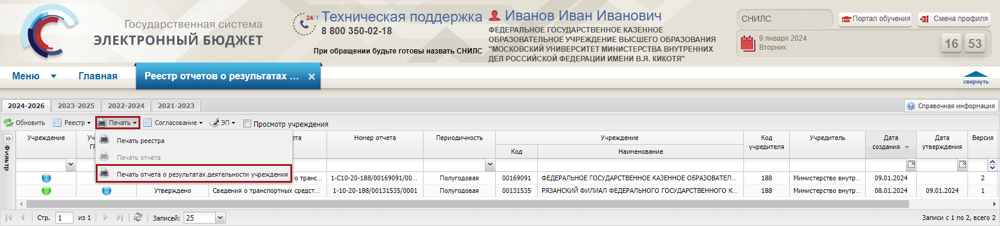 Государственная система
ЭЛЕКТРОННЫЙ БЮДЖЕТ
24/7
Техническая поддержка
8 800 350-02-18
При обращении будьте готовы назвать СНИЛС
Иванов Иван Иванович
ФЕДЕРАЛЬНОЕ ГОСУДАРСТВЕННОЕ КАЗЕННОЕ
ОБРАЗОВАТЕЛЬНОЕ УЧРЕЖДЕНИЕ ВЫСШЕГО ОБРАЗОВАНИЯ
"МОСКОВСКИЙ УНИВЕРСИТЕТ МИНИСТЕРСТВА ВНУТРЕННИХ
ДЕЛ РОССИЙСКОЙ ФЕДЕРАЦИИ ИМЕНИ В.Я. КИКОТЯ"
СНИЛС
Портал обучения
Смена профиля
9 января 2024
Вторник
16 53
Меню Главная Реестр отчетов о результатах ... свернуть
2024-2026 2023-2025 2022-2024 2021-2023 Справочная информация
Обновить Реестр Печать Согласование ЭП Просмотр учреждения
Фильтр
Учреждение Уч
ГР ета Номер отчета Периодичность Учреждение Код
учредителя Учредитель Дата
создания Дата
утверждения Версия
Код Наименование
Печать реестра
Печать отчета
Печать отчета о результатах деятельности учреждения
о транс... 1-С10-20-188/00169091/00... Полугодовая 00169091 ФЕДЕРАЛЬНОЕ ГОСУДАРСТВЕННОЕ КАЗЕННОЕ ОБРАЗОВАТЕЛ... 188 Министерство внутр... 09.01.2024 2
Утверждено Сведения о транспортных средст... 1-10-20-188/00131535/0001 Полугодовая 00131535 РЯЗАНСКИЙ ФИЛИАЛ ФЕДЕРАЛЬНОГО ГОСУДАРСТВЕННОГО К... 188 Министерство внутр... 08.01.2024 09.01.2024 1
Стр. 1 из 1 Записей: 25 Записи с 1 по 2, всего 2